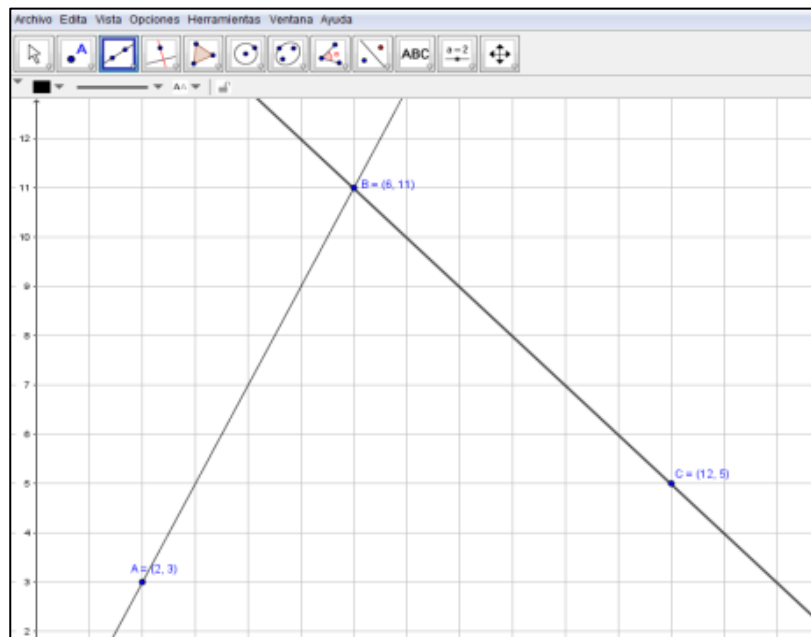 Archivo Edita Vista Opciones Herramientas Ventana Ayuda
A ABC a=2
AA
12
B = (6, 11)
11
10
9
8
7
6
C = (12, 5)
5
4
A = (2, 3)
3
2